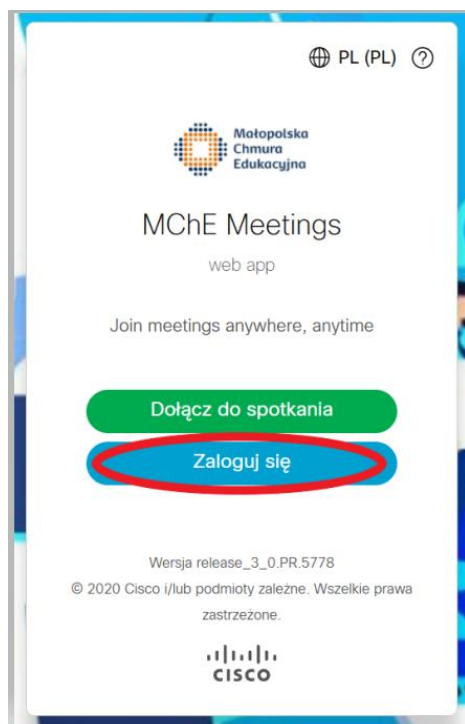 PL (PL)
Małopolska
Chmura
Edukacyjna
MChE Meetings
web app
Join meetings anywhere, anytime
Dołącz do spotkania
Zaloguj się
Wersja release_3_0.PR.5778
© 2020 Cisco i/lub podmioty zależne. Wszelkie prawa
zastrzeżone.
CISCO